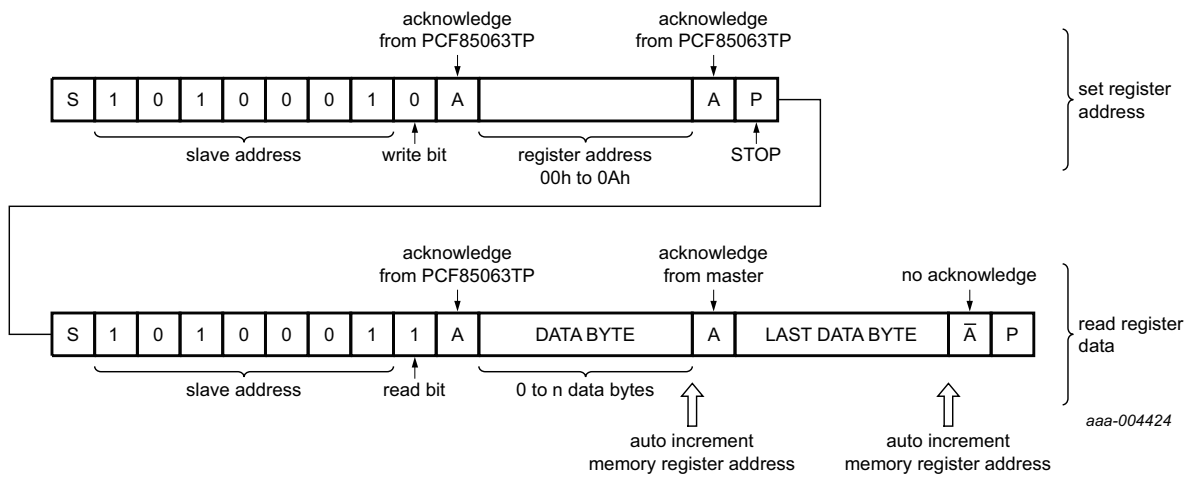 acknowledge
from PCF85063TP
acknowledge
from PCF85063TP
S 1 0 1 0 0 0 1 0 A A P
set register
address
slave address
write bit
register address
00h to 0Ah
STOP
acknowledge
from PCF85063TP
acknowledge
from master
no acknowledge
S 1 0 1 0 0 0 1 1 A DATA BYTE A LAST DATA BYTE A̅ P
read register
data
slave address
read bit
0 to n data bytes
auto increment
memory register address
auto increment
memory register address
aaa-004424